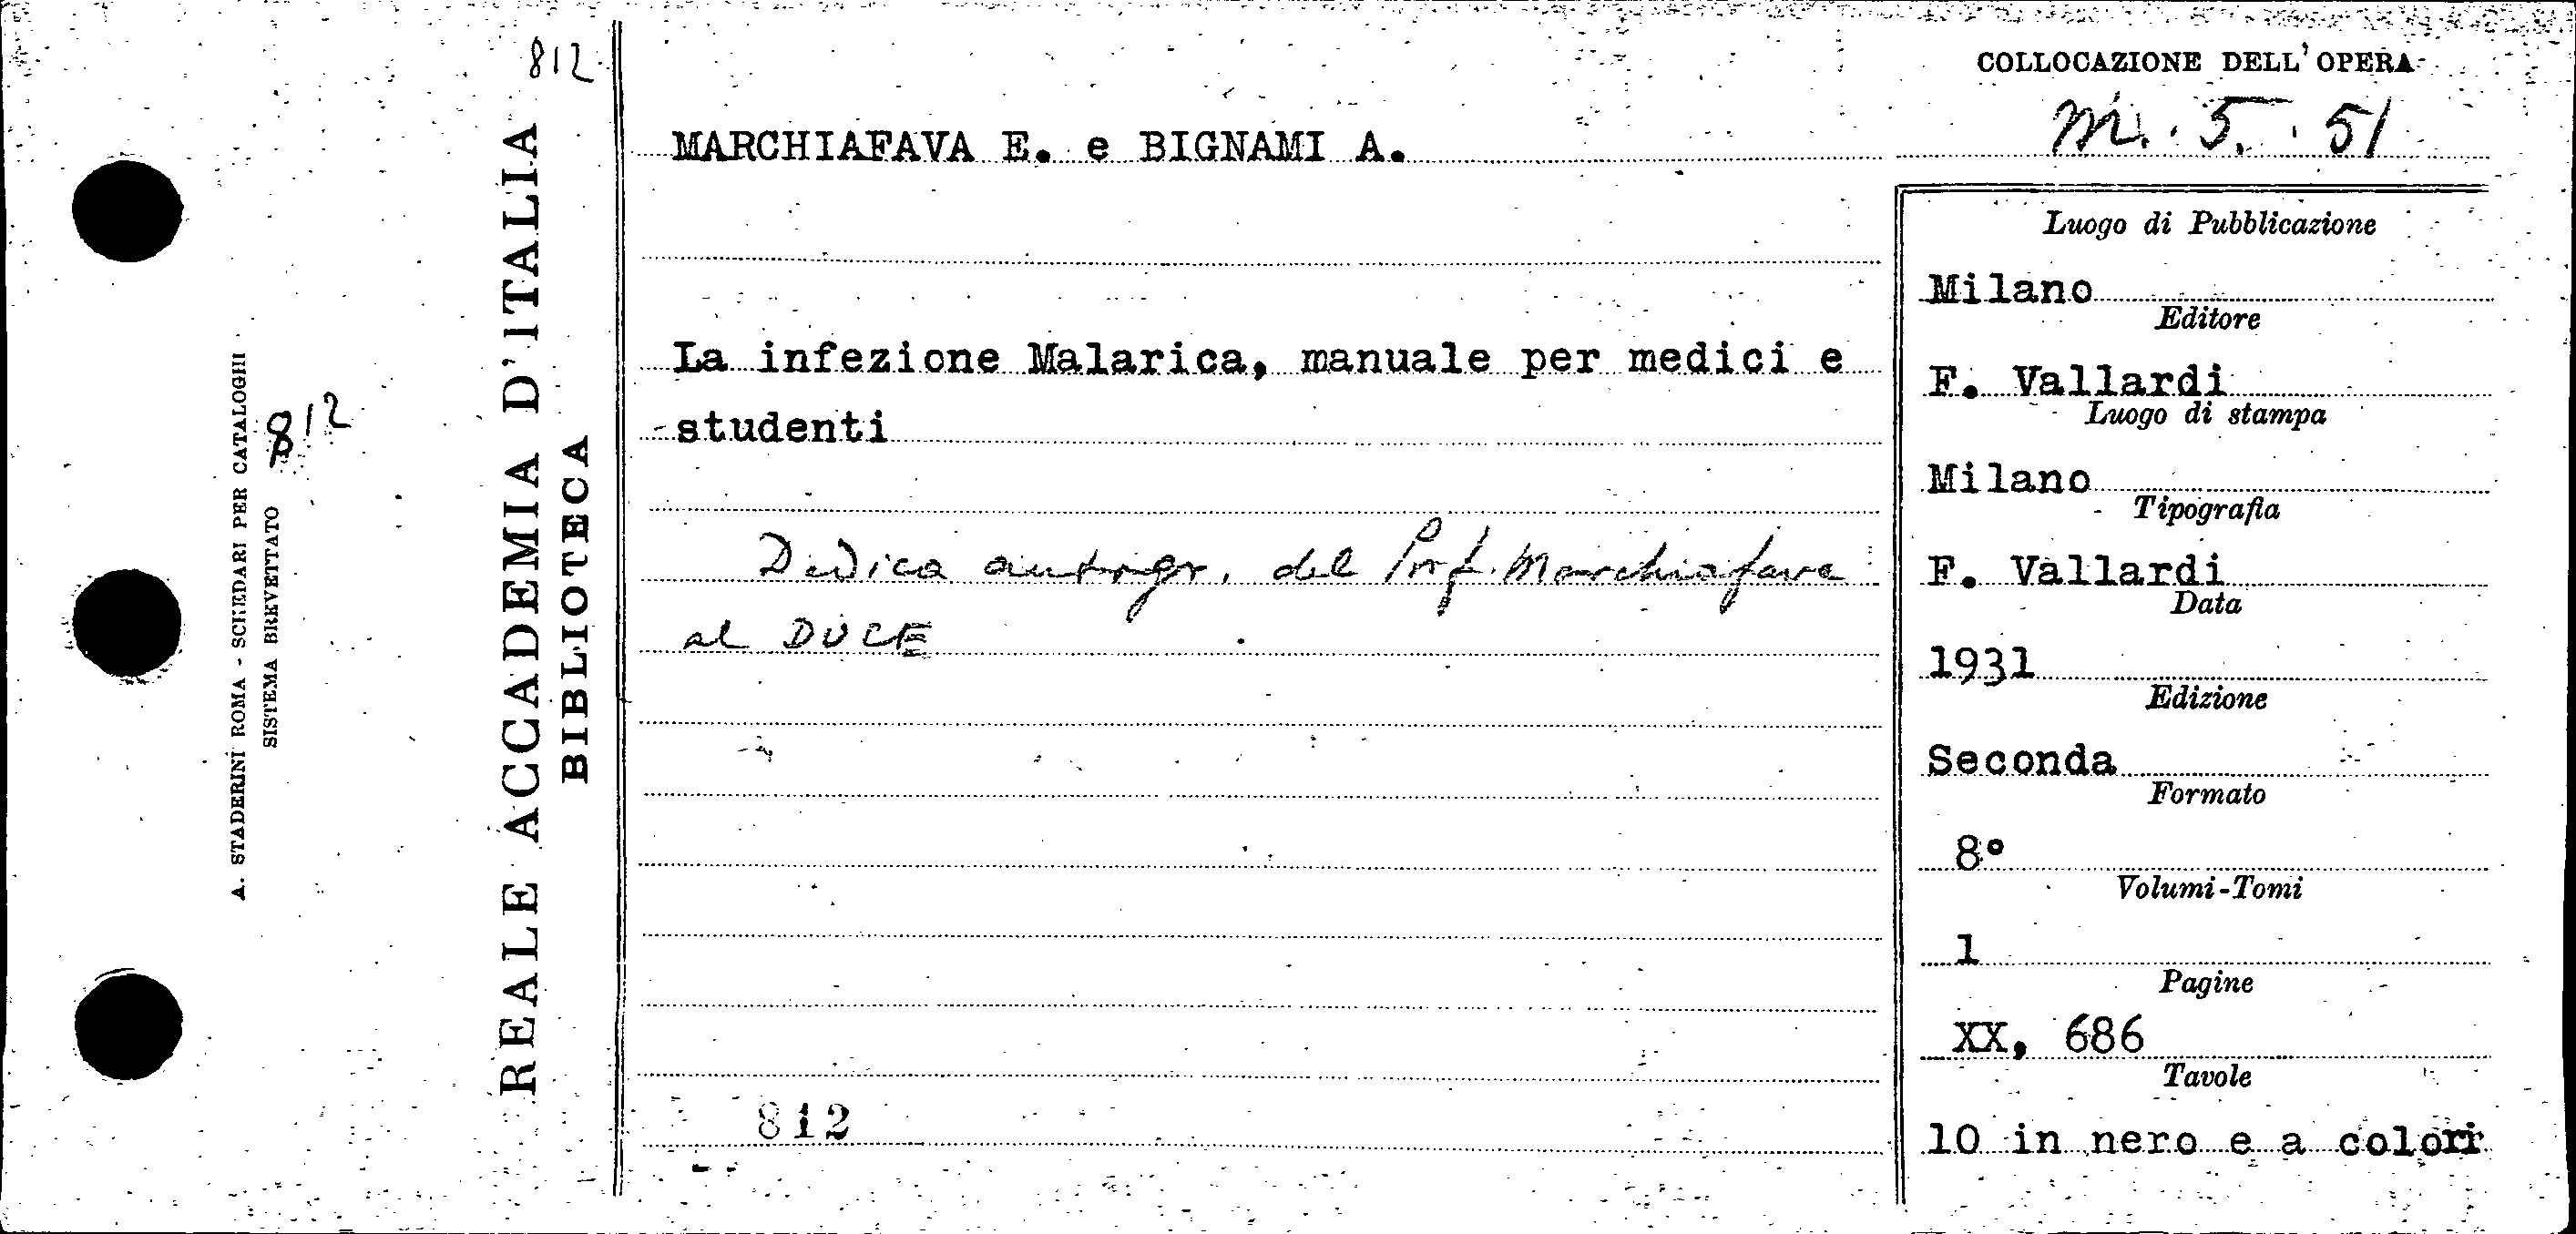 812
COLLOCAZIONE DELL'OPERA
M. 5. 51
MARCHIAFAVA E. e BIGNAMI A.
La infezione Malarica, manuale per medici e
studenti
Dedica autogr. del Prof. Marchiafava
al DUCE
812
Luogo di Pubblicazione
Milano
Editore
F. Vallardi
Luogo di stampa
Milano
Tipografia
F. Vallardi
Data
1931
Edizione
Seconda
Formato
8°
Volumi-Tomi
1
Pagine
XX, 686
Tavole
10 in nero e a colori
REALE ACCADEMIA D'ITALIA
BIBLIOTECA
A. STADERINI ROMA - SCHEDARI PER CATALOGHI
SISTEMA BREVETTATO
812